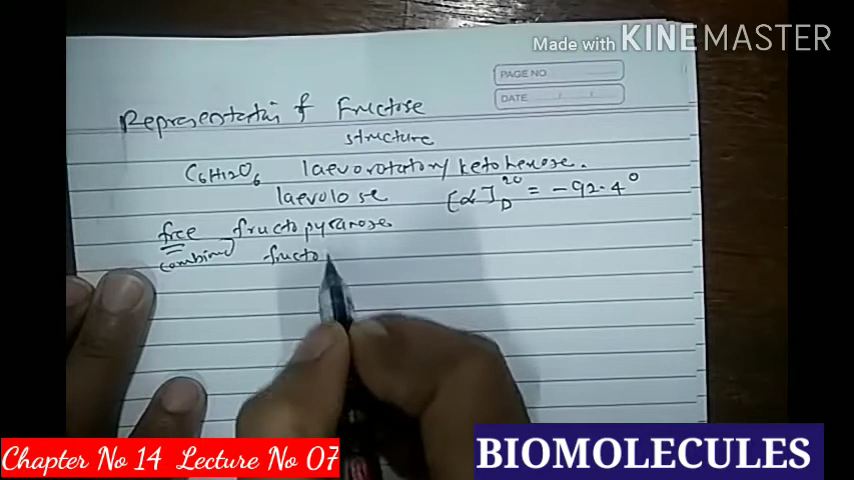 Made with KINEMASTER
PAGE NO.
DATE
Representation of Fructose
structure
C6H12O6 laevorotatory ketohexose.
laevolose [α]D20 = -92.4°
free fructopyranose
combined fructo
Chapter No 14 Lecture No 07
BIOMOLECULES